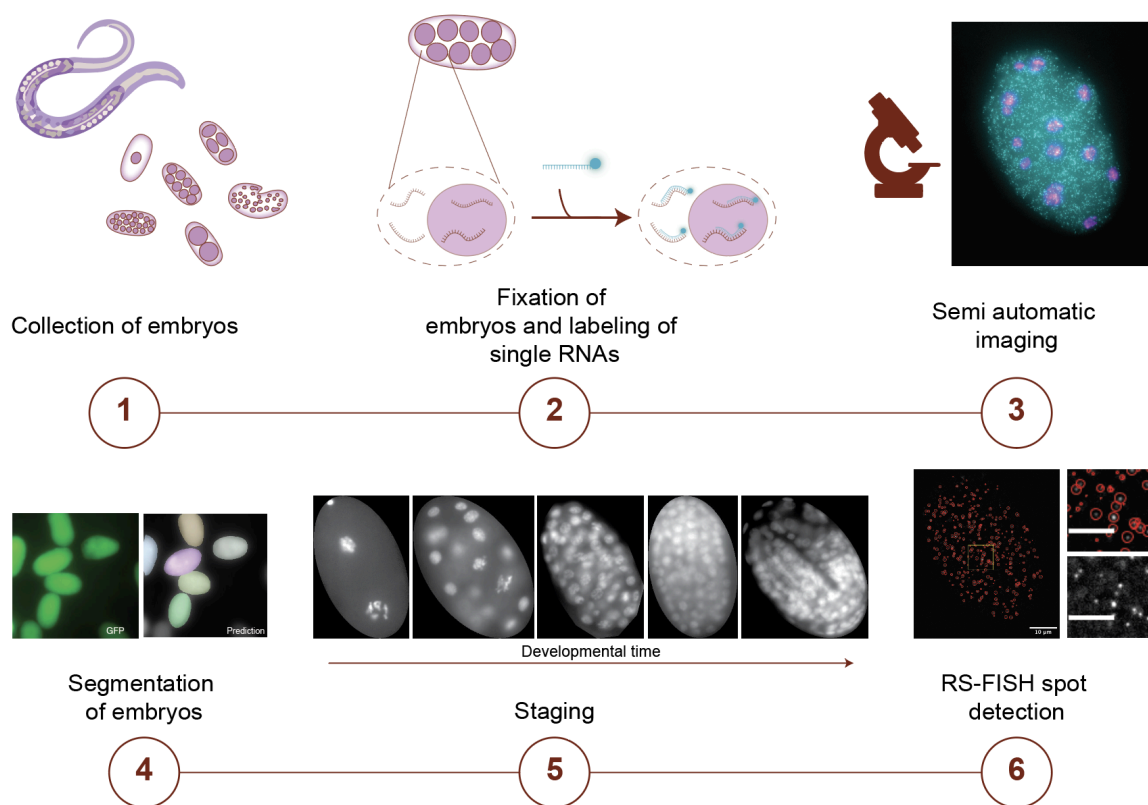 Collection of embryos
1
Fixation of
embryos and labeling of
single RNAs
2
Semi automatic
imaging
3
GFP
Prediction
Segmentation
of embryos
4
Developmental time
Staging
5
10 µm
RS-FISH spot
detection
6